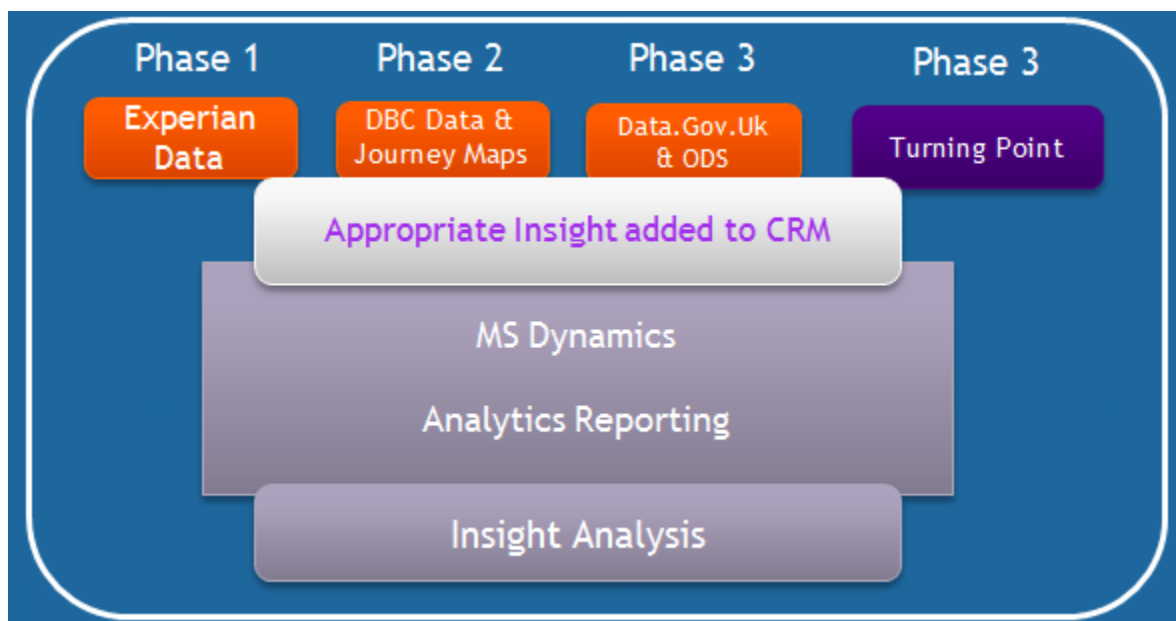 Phase 1
Phase 2
Phase 3
Phase 3
Experian
Data
DBC Data &
Journey Maps
Data.Gov.Uk
& ODS
Turning Point
Appropriate Insight added to CRM
MS Dynamics
Analytics Reporting
Insight Analysis